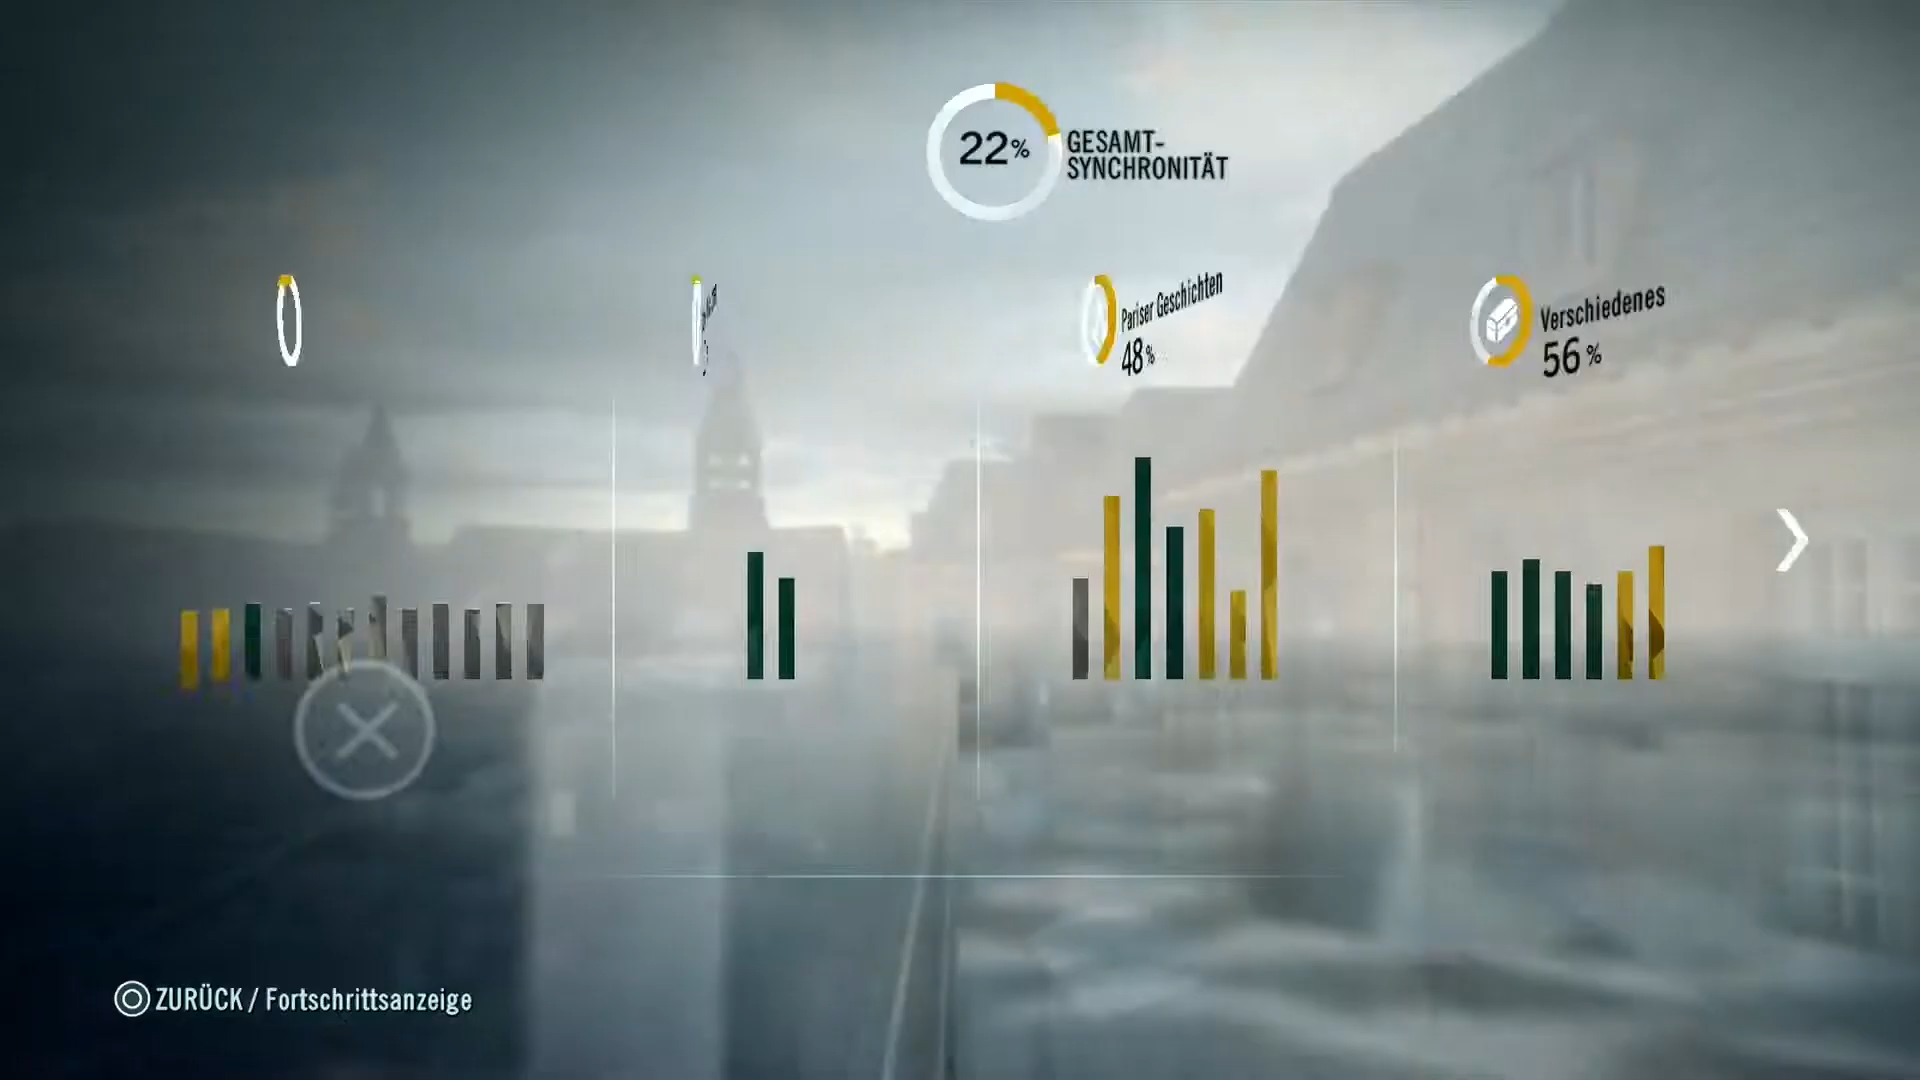 22%
GESAMT-
SYNCHRONITÄT
Pariser Geschichten
48%
Verschiedenes
56%
ZURÜCK / Fortschrittsanzeige